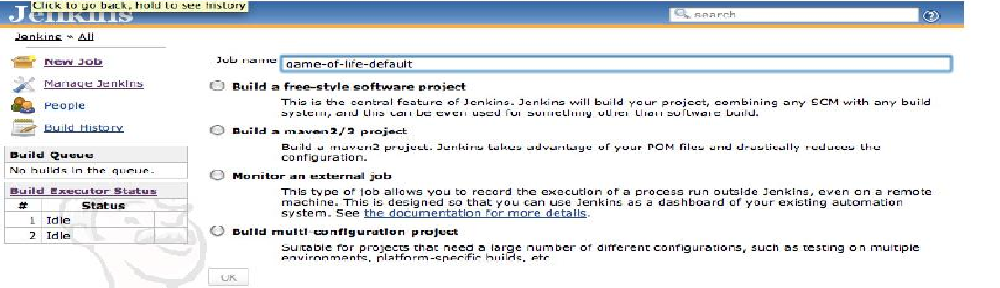 Click to go back, hold to see history
Jenkins
search
Jenkins » All
New Job
Manage Jenkins
People
Build History
Build Queue
No builds in the queue.
Build Executor Status
# Status
1 Idle
2 Idle
Job name game-of-life-default
Build a free-style software project
This is the central feature of Jenkins. Jenkins will build your project, combining any SCM with any build
system, and this can be even used for something other than software build.
Build a maven2/3 project
Build a maven2 project. Jenkins takes advantage of your POM files and drastically reduces the
configuration.
Monitor an external job
This type of job allows you to record the execution of a process run outside Jenkins, even on a remote
machine. This is designed so that you can use Jenkins as a dashboard of your existing automation
system. See the documentation for more details.
Build multi-configuration project
Suitable for projects that need a large number of different configurations, such as testing on multiple
environments, platform-specific builds, etc.
OK